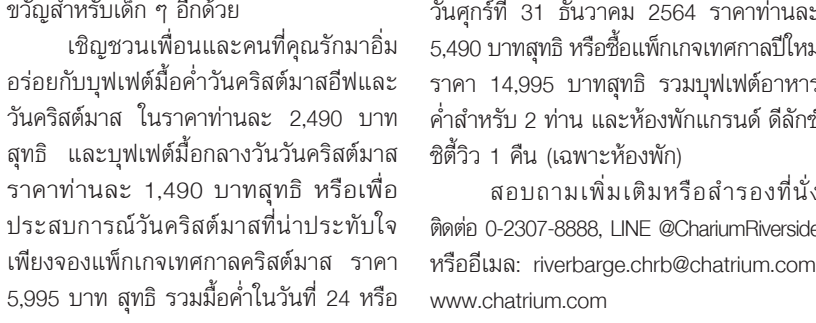 ขวัญสำหรับเด็ก ๆ อีกด้วย
เชิญชวนเพื่อนและคนที่คุณรักมาอิ่ม
อร่อยกับบุฟเฟต์มื้อค่ำวันคริสต์มาสอีฟและ
วันคริสต์มาส ในราคาท่านละ 2,490 บาท
สุทธิ และบุฟเฟต์มื้อกลางวันวันคริสต์มาส
ราคาท่านละ 1,490 บาทสุทธิ หรือเพื่อ
ประสบการณ์วันคริสต์มาสที่น่าประทับใจ
เพียงจองแพ็กเกจเทศกาลคริสต์มาส ราคา
5,995 บาท สุทธิ รวมมื้อค่ำในวันที่ 24 หรือ
วันศุกร์ที่ 31 ธันวาคม 2564 ราคาท่านละ
5,490 บาทสุทธิ หรือซื้อแพ็กเกจเทศกาลปีใหม่
ราคา 14,995 บาทสุทธิ รวมบุฟเฟต์อาหาร
ค่ำสำหรับ 2 ท่าน และห้องพักแกรนด์ ดีลักซ์
ซิตี้วิว 1 คืน (เฉพาะห้องพัก)
สอบถามเพิ่มเติมหรือสำรองที่นั่ง
ติดต่อ 0-2307-8888, LINE @ChariumRiverside
หรืออีเมล: riverbarge.chrb@chatrium.com
www.chatrium.com